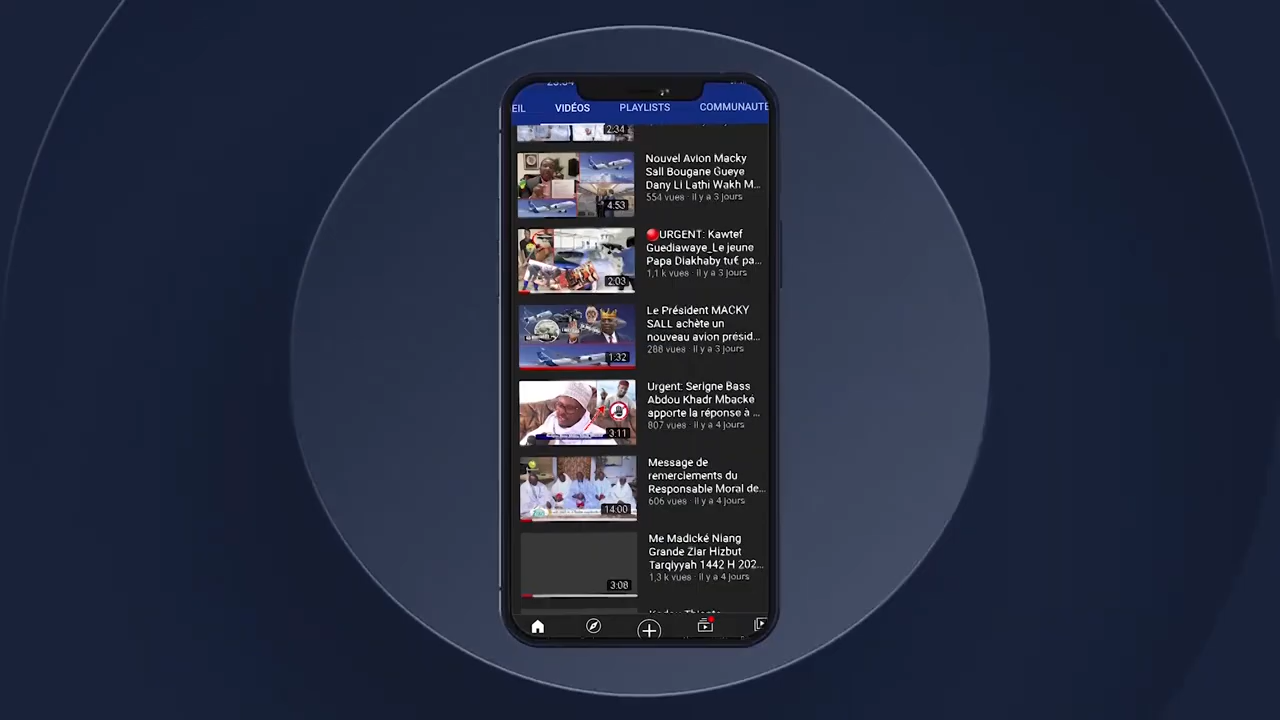 EIL VIDÉOS PLAYLISTS COMMUNAUTÉ
2:34
Nouvel Avion Macky
Sall Bougane Gueye
Dany Li Lathi Wakh M...
554 vues · il y a 3 jours
4:53
URGENT: Kawtef
Guediawaye_Le jeune
Papa Diakhaby tu€ pa...
1,1 k vues · il y a 3 jours
2:03
Le Président MACKY
SALL achète un
nouveau avion présid...
288 vues · il y a 3 jours
1:32
Urgent: Serigne Bass
Abdou Khadr Mbacké
apporte la réponse à ...
807 vues · il y a 4 jours
3:11
Message de
remerciements du
Responsable Moral de...
606 vues · il y a 4 jours
14:00
Me Madické Niang
Grande Ziar Hizbut
Tarqiyyah 1442 H 202...
1,3 k vues · il y a 4 jours
3:08